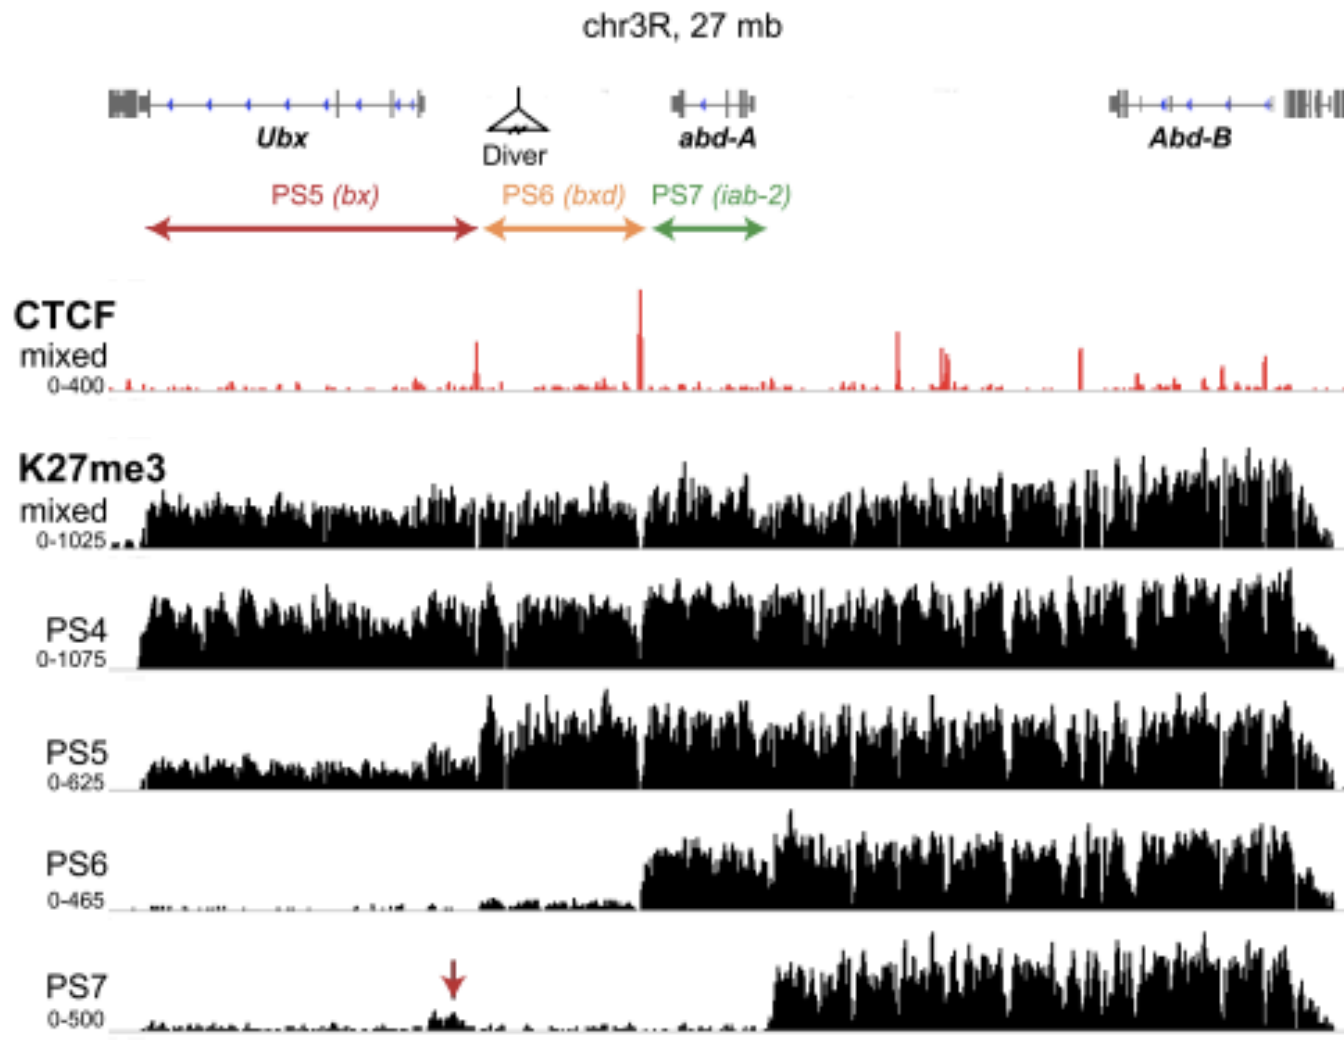 chr3R, 27 mb
Ubx
Diver
abd-A
Abd-B
PS5 (bx)
PS6 (bxd)
PS7 (iab-2)
CTCF
mixed
0-400
K27me3
mixed
0-1025
PS4
0-1075
PS5
0-625
PS6
0-465
PS7
0-500